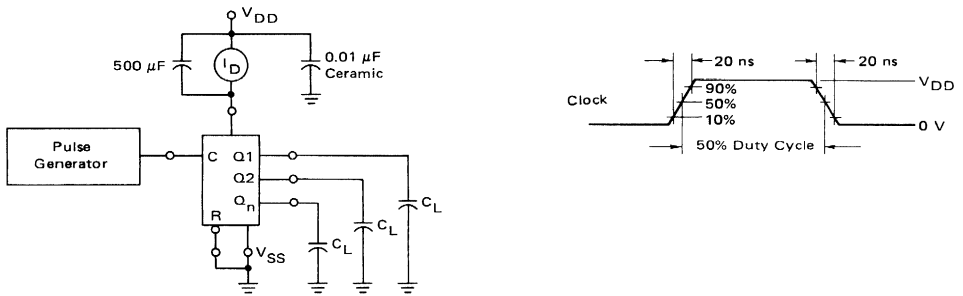 V_DD
500 µF
I_D
0.01 µF
Ceramic
Pulse
Generator
C
Q1
Q2
Q_n
R
V_SS
C_L
C_L
C_L
20 ns
20 ns
Clock
90%
50%
10%
V_DD
0 V
50% Duty Cycle